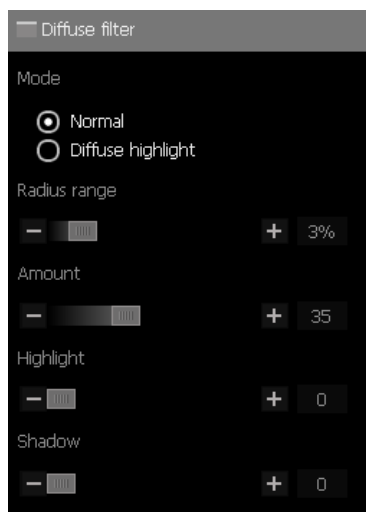 Diffuse filter
Mode
Normal
Diffuse highlight
Radius range
− + 3%
Amount
− + 35
Highlight
− + 0
Shadow
− + 0